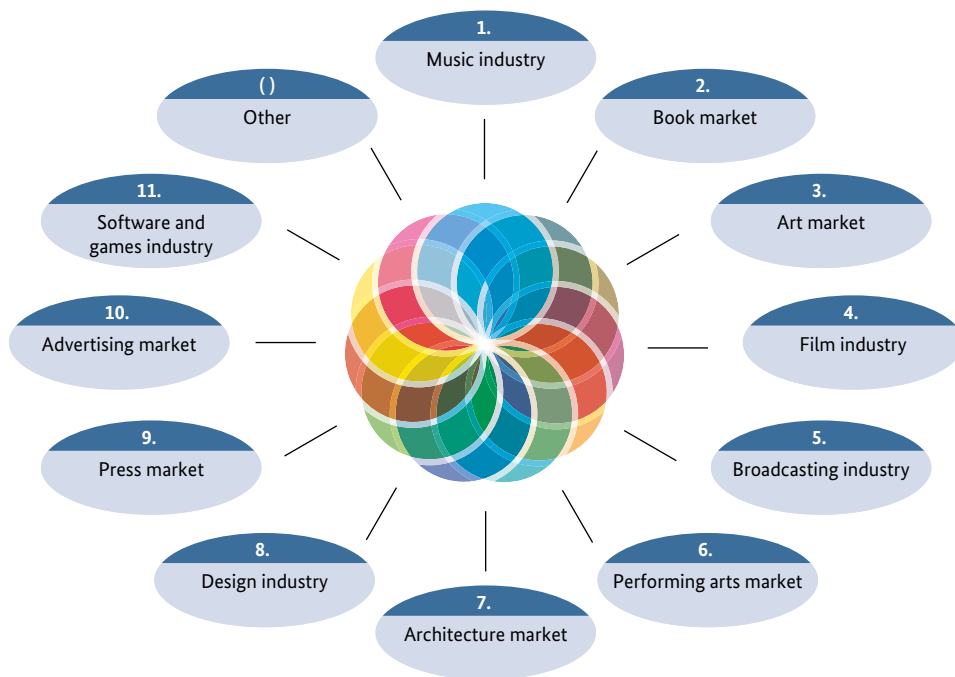 1.
Music industry
2.
Book market
3.
Art market
4.
Film industry
5.
Broadcasting industry
6.
Performing arts market
7.
Architecture market
8.
Design industry
9.
Press market
10.
Advertising market
11.
Software and
games industry
( )
Other